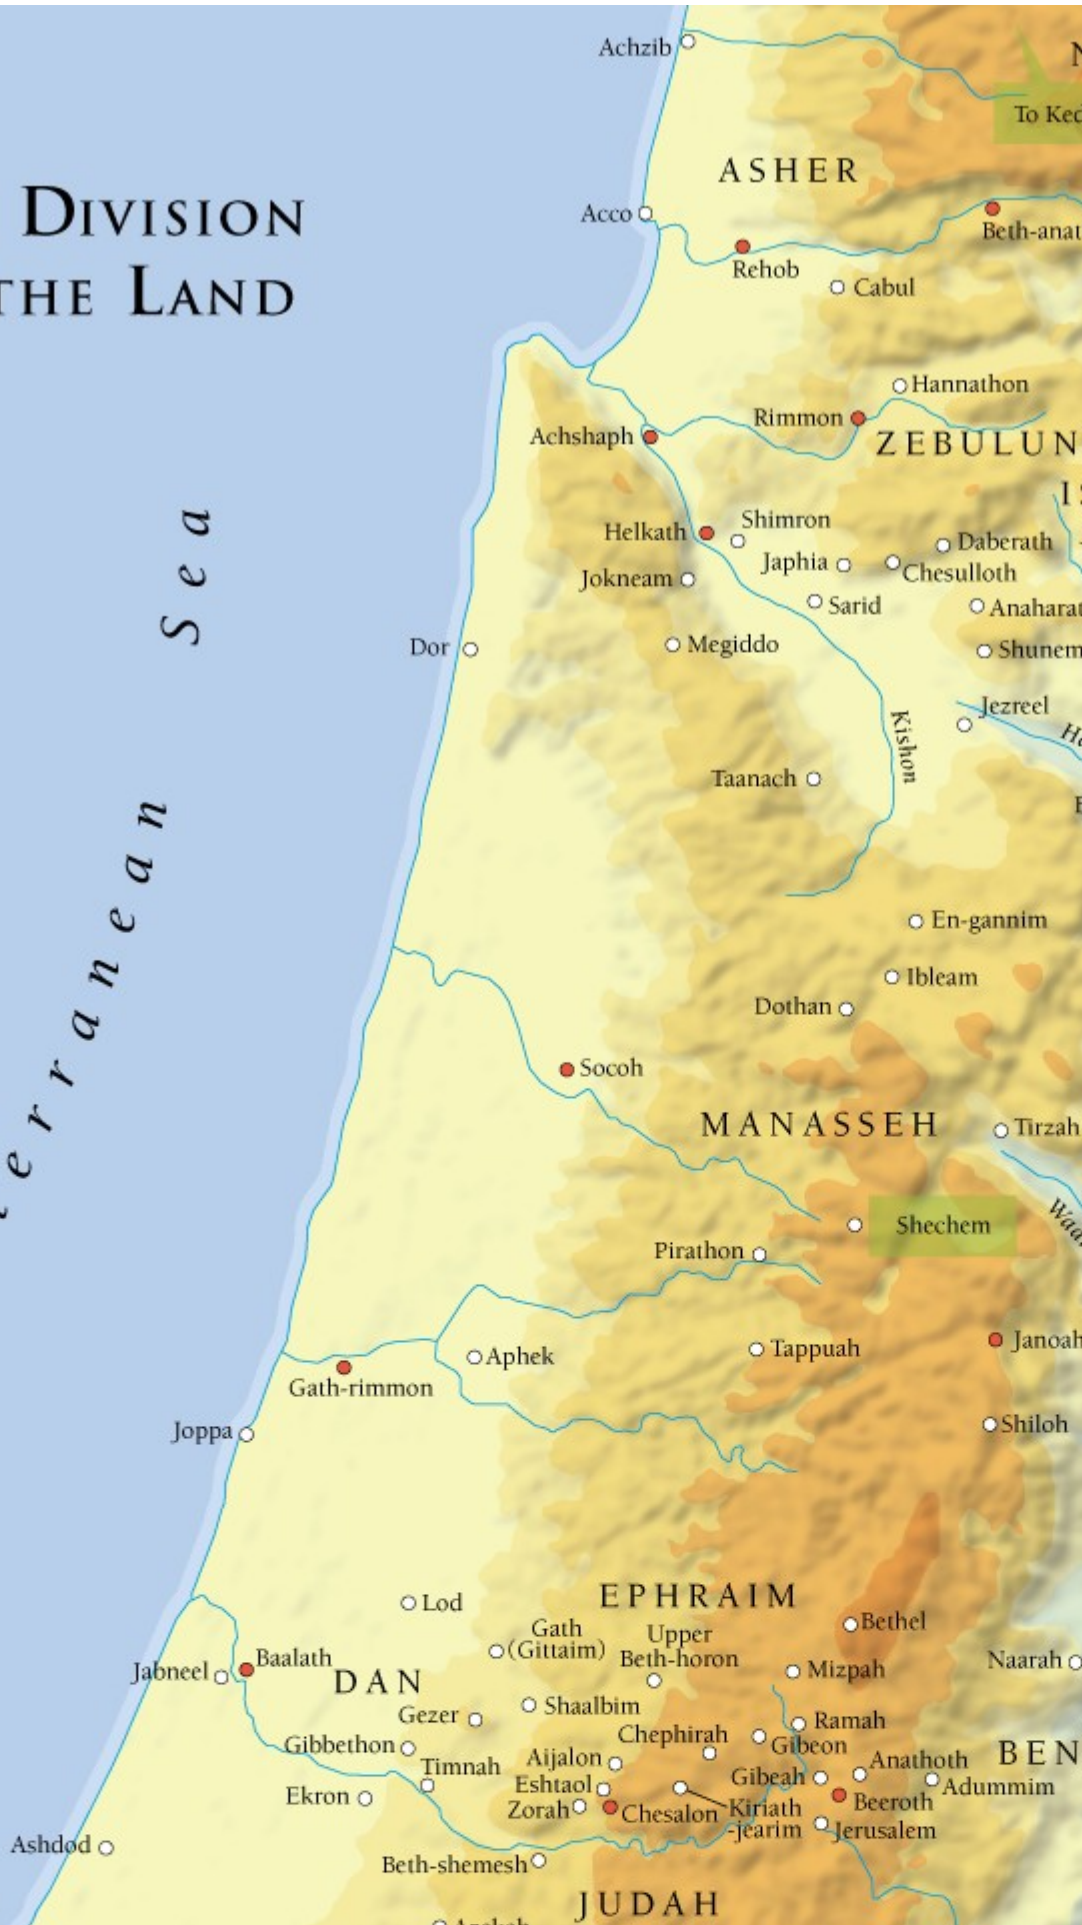 Achzib
To Ked
ASHER
Acco
Beth-anat
Rehob
Cabul
DIVISION
THE LAND
Hannathon
Rimmon
Achshaph
ZEBULUN
Shimron
Helkath
Daberath
Japhia
Chesulloth
Jokneam
Sarid
Anaharat
Dor
Megiddo
Shunem
Jezreel
Kishon
Taanach
Sea
erranean
En-gannim
Ibleam
Dothan
Socoh
MANASSEH
Tirzah
Shechem
Pirathon
Janoah
Tappuah
Aphek
Gath-rimmon
Shiloh
Joppa
EPHRAIM
Lod
Bethel
Gath
(Gittaim)
Upper
Beth-horon
Baalath
Jabneel
DAN
Mizpah
Naarah
Shaalbim
Gezer
Ramah
Chephirah
Gibeon
Gibbethon
Aijalon
BEN
Timnah
Anathoth
Eshtaol
Gibeah
Adummim
Ekron
Zorah
Chesalon
Kiriath
-jearim
Beeroth
Jerusalem
Ashdod
Beth-shemesh
JUDAH